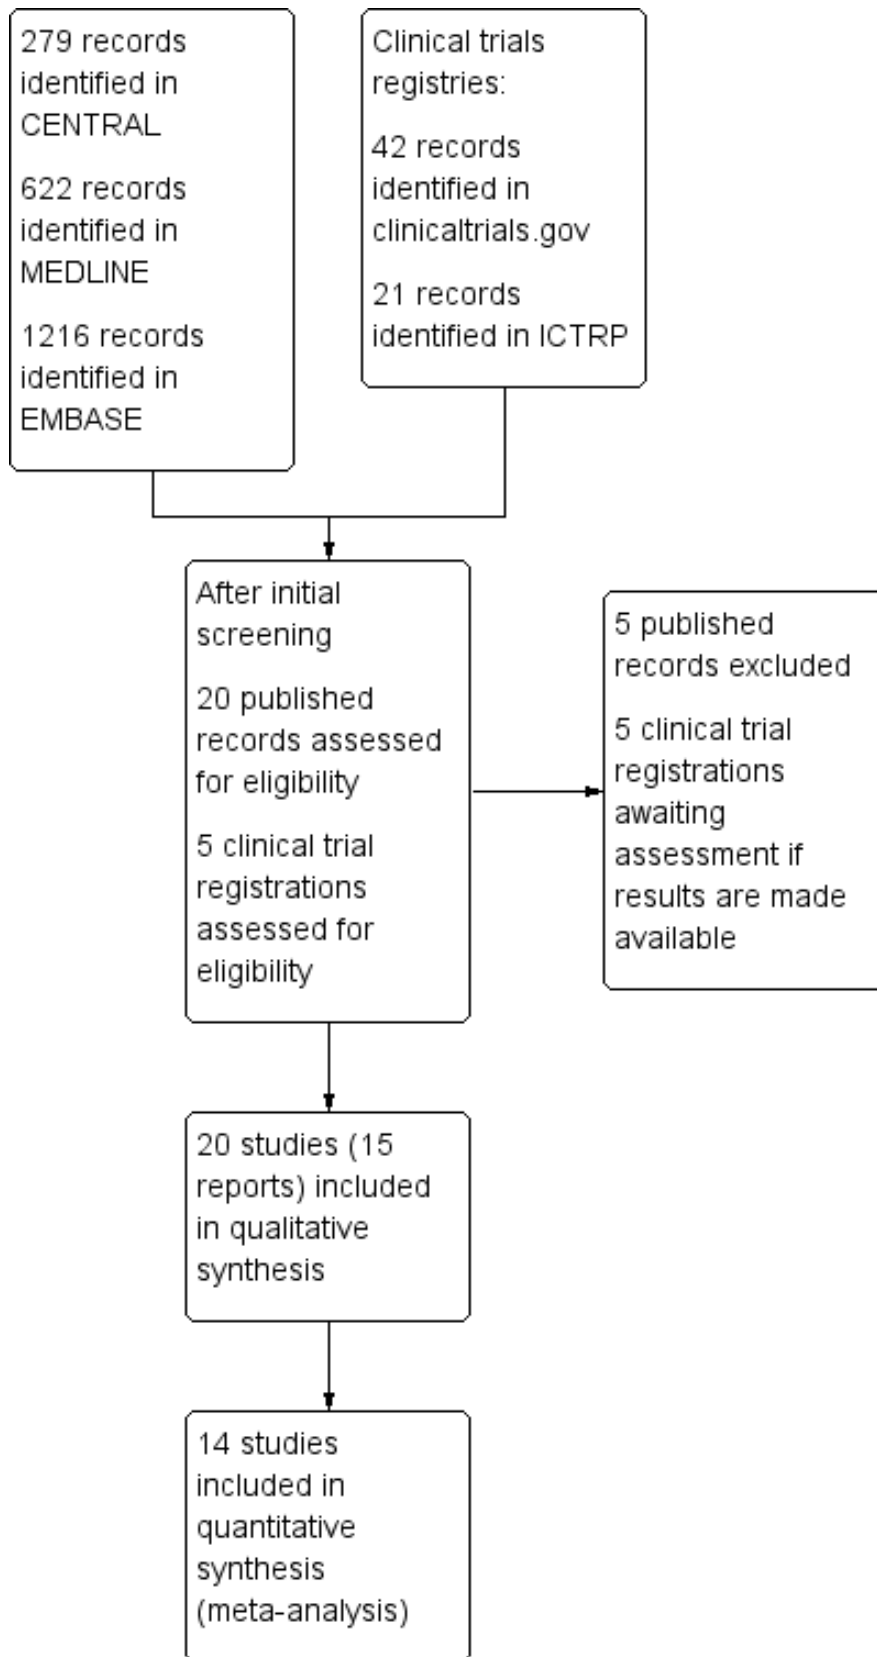 279 records
identified in
CENTRAL
622 records
identified in
MEDLINE
1216 records
identified in
EMBASE
Clinical trials
registries:
42 records
identified in
clinicaltrials.gov
21 records
identified in ICTRP
After initial
screening
20 published
records assessed
for eligibility
5 clinical trial
registrations
assessed for
eligibility
5 published
records excluded
5 clinical trial
registrations
awaiting
assessment if
results are made
available
20 studies (15
reports) included
in qualitative
synthesis
14 studies
included in
quantitative
synthesis
(meta-analysis)